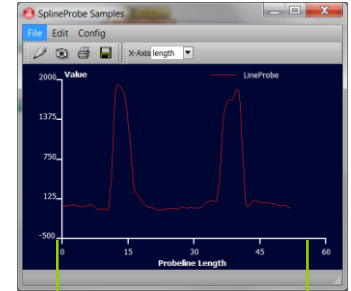 SplineProbe Samples
File Edit Config
X-Axis length
Value
LineProbe
2000
1375
750
125
-500
0 15 30 45 60
Probeline Length